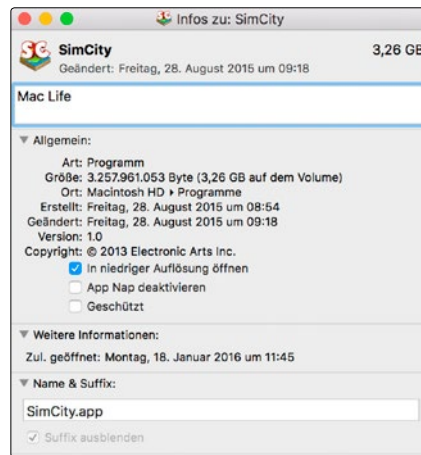 Infos zu: SimCity
SimCity 3,26 GB
Geändert: Freitag, 28. August 2015 um 09:18
Mac Life
Allgemein:
Art: Programm
Größe: 3.257.961.053 Byte (3,26 GB auf dem Volume)
Ort: Macintosh HD ▸ Programme
Erstellt: Freitag, 28. August 2015 um 08:54
Geändert: Freitag, 28. August 2015 um 09:18
Version: 1.0
Copyright: © 2013 Electronic Arts Inc.
In niedriger Auflösung öffnen
App Nap deaktivieren
Geschützt
Weitere Informationen:
Zul. geöffnet: Montag, 18. Januar 2016 um 11:45
Name & Suffix:
SimCity.app
Suffix ausblenden